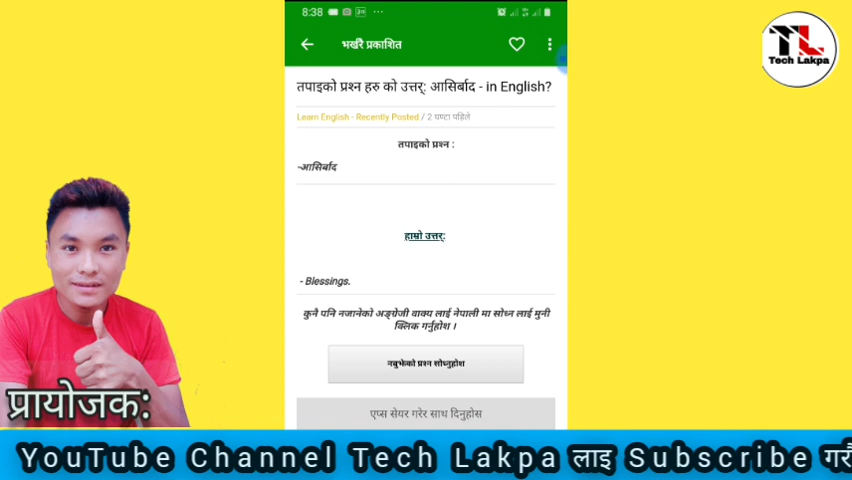 8:38
TL
Tech Lakpa
भर्खरै प्रकाशित
तपाइको प्रश्न हरु को उत्तर्: आसिर्बाद - in English?
Learn English - Recently Posted / 2 घण्टा पहिले
तपाइको प्रश्न :
-आसिर्बाद
हाम्रो उत्तर्:
- Blessings.
कुनै पनि नजानेको अङ्ग्रेजी वाक्य लाई नेपाली मा सोध्न लाई मुनी
क्लिक गर्नुहोश ।
नबुझेको प्रश्न सोध्नुहोश
एप्स सेयर गरेर साथ दिनुहोस
प्रायोजक:
YouTube Channel Tech Lakpa लाइ Subscribe गरौ